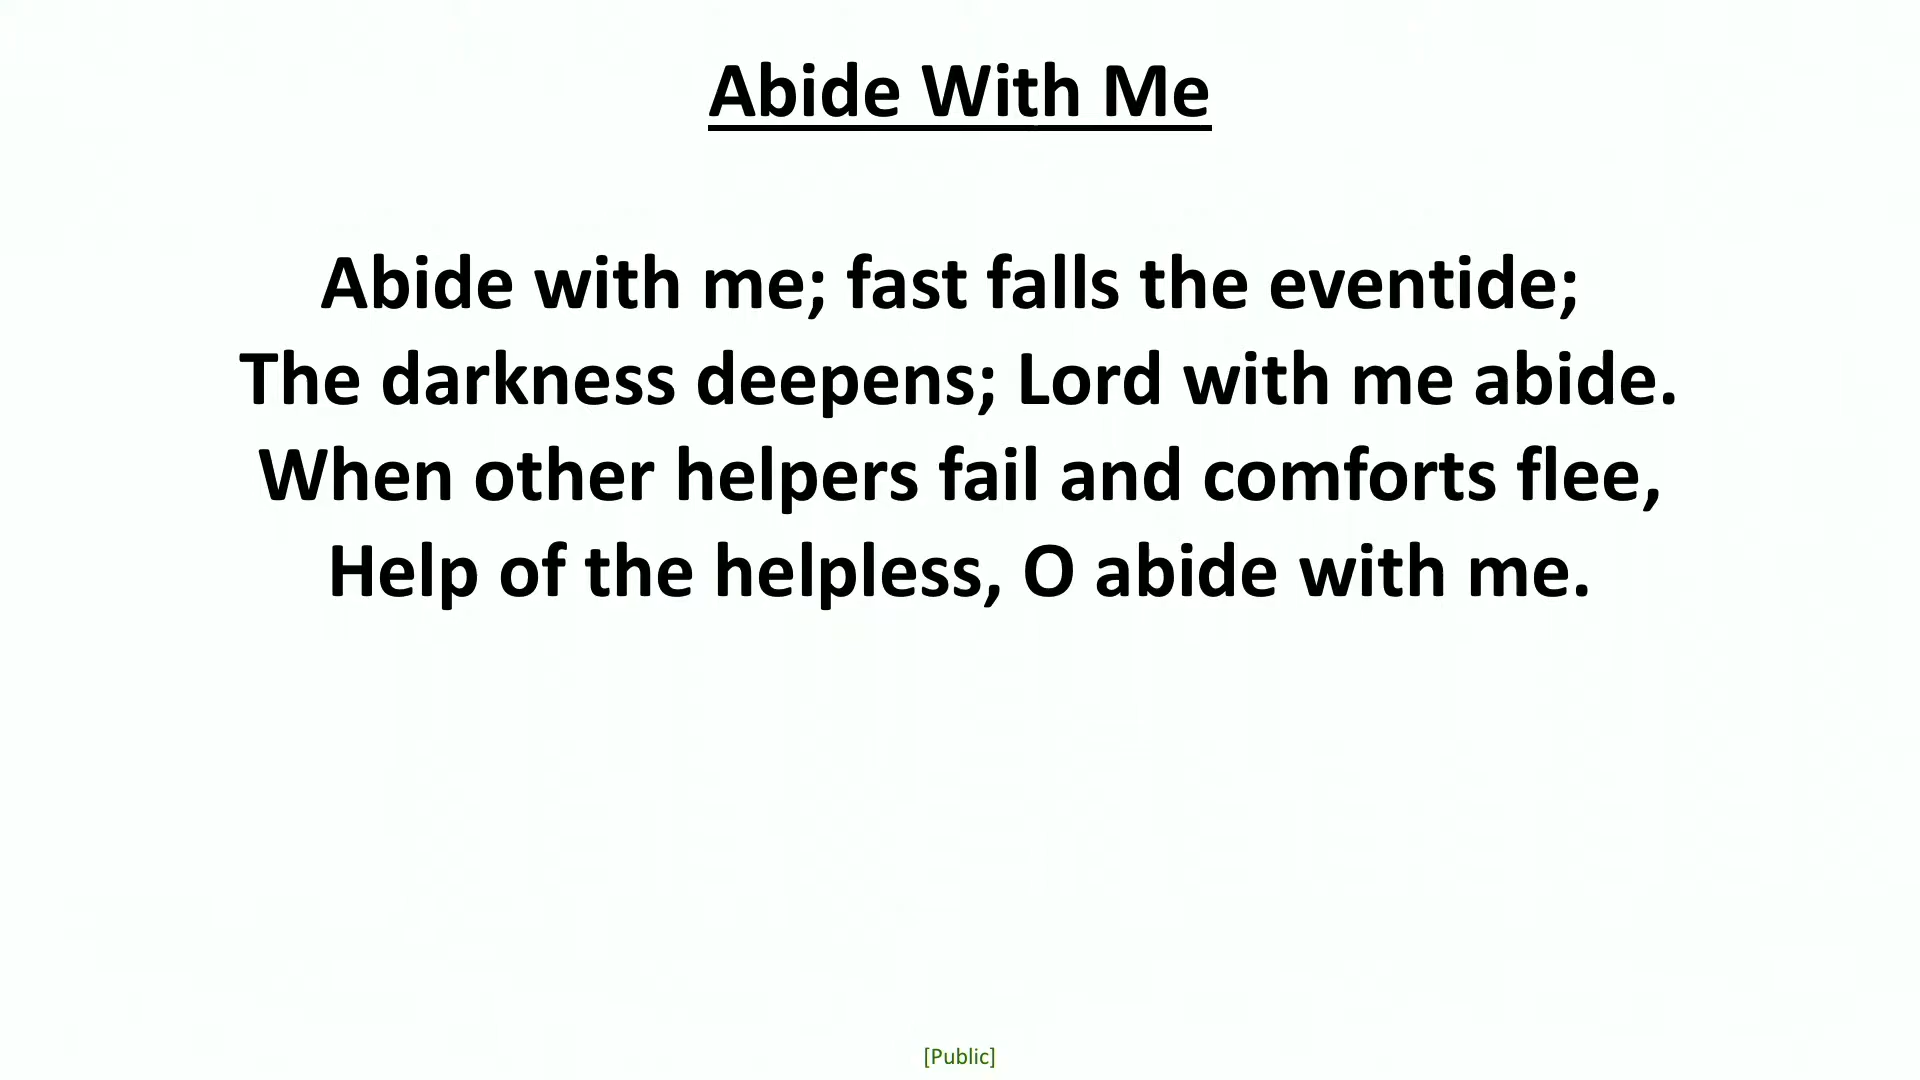 Abide With Me
Abide with me; fast falls the eventide;
The darkness deepens; Lord with me abide.
When other helpers fail and comforts flee,
Help of the helpless, O abide with me.
[Public]